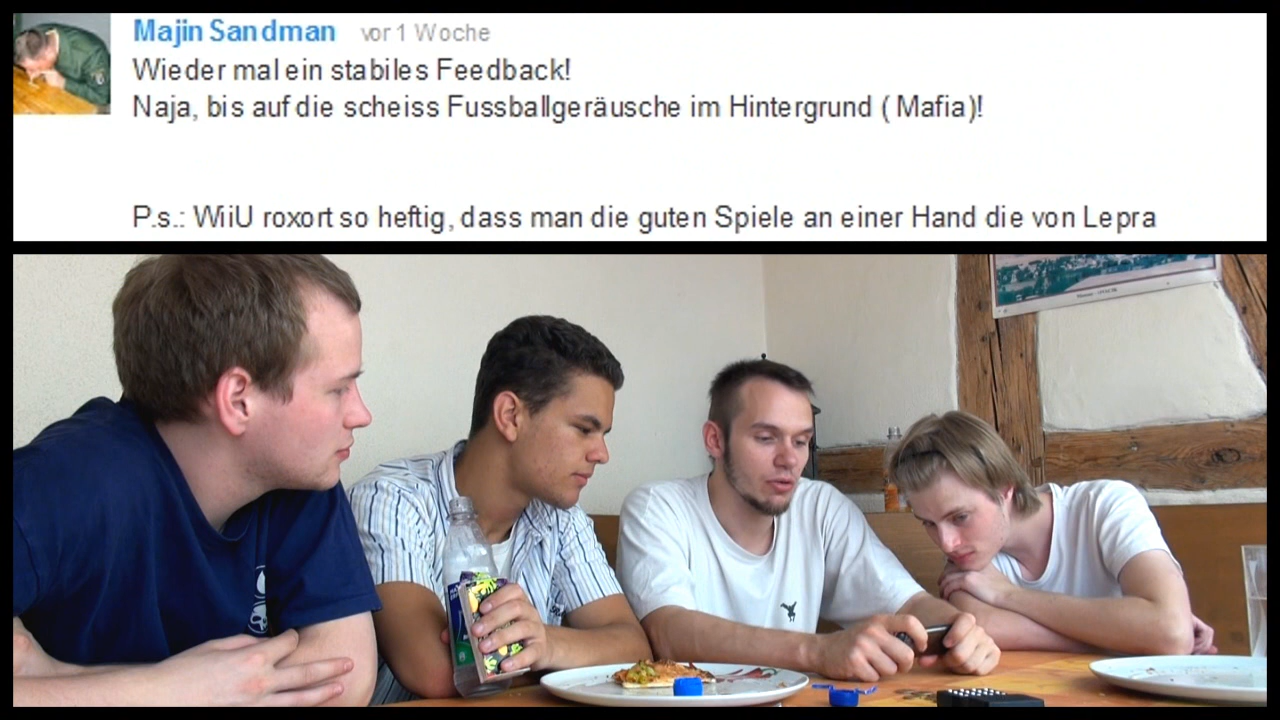 Majin Sandman vor 1 Woche
Wieder mal ein stabiles Feedback!
Naja, bis auf die scheiss Fussballgeräusche im Hintergrund ( Mafia)!
P.s.: WiiU roxort so heftig, dass man die guten Spiele an einer Hand die von Lepra